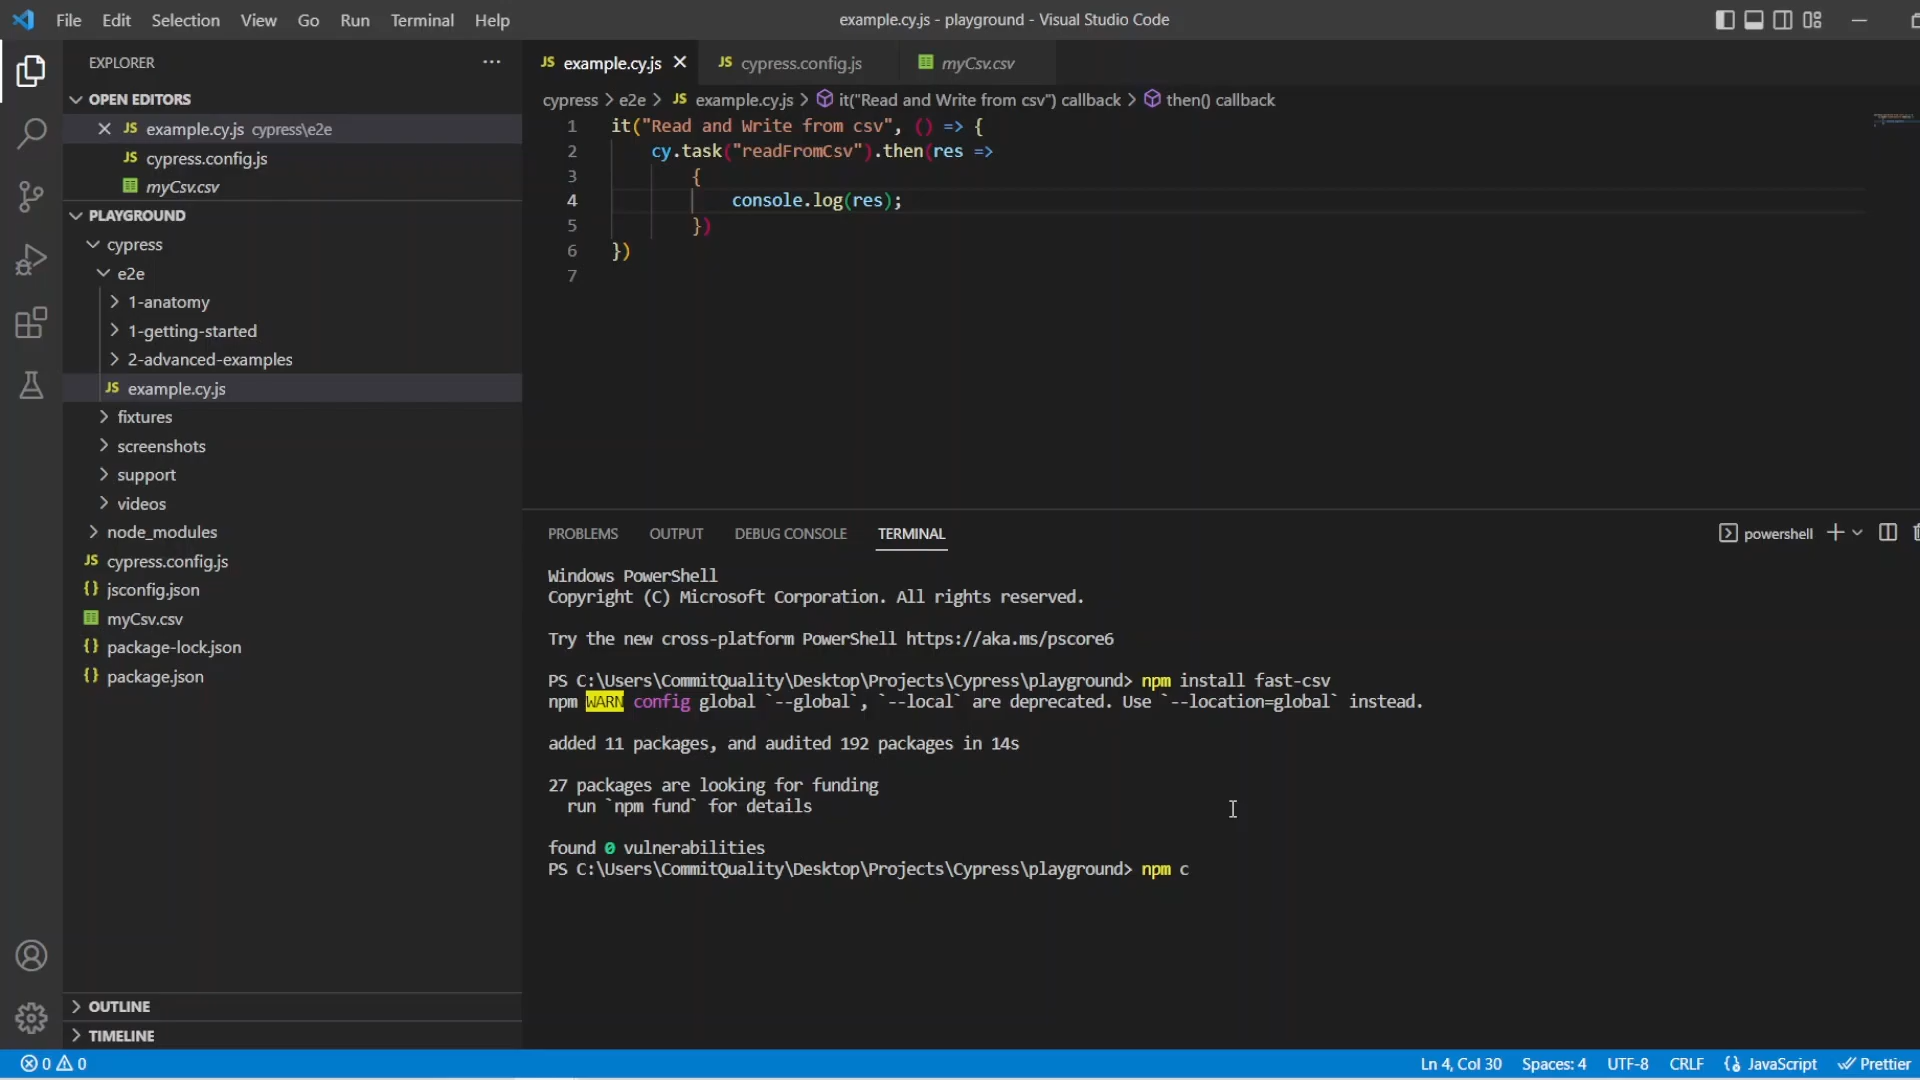 File Edit Selection View Go Run Terminal Help
example.cy.js - playground - Visual Studio Code
EXPLORER
OPEN EDITORS
JS example.cy.js cypress\e2e
JS cypress.config.js
myCsv.csv
PLAYGROUND
cypress
e2e
1-anatomy
1-getting-started
2-advanced-examples
JS example.cy.js
fixtures
screenshots
support
videos
node_modules
JS cypress.config.js
{} jsconfig.json
myCsv.csv
{} package-lock.json
{} package.json
OUTLINE
TIMELINE
JS example.cy.js JS cypress.config.js myCsv.csv
cypress > e2e > JS example.cy.js > it("Read and Write from csv") callback > then() callback
1 it("Read and Write from csv", () => {
2 cy.task("readFromCsv").then(res =>
3 {
4 console.log(res);
5 })
6 })
7
PROBLEMS OUTPUT DEBUG CONSOLE TERMINAL
powershell
Windows PowerShell
Copyright (C) Microsoft Corporation. All rights reserved.
Try the new cross-platform PowerShell https://aka.ms/pscore6
PS C:\Users\CommitQuality\Desktop\Projects\Cypress\playground> npm install fast-csv
npm WARN config global `--global`, `--local` are deprecated. Use `--location=global` instead.
added 11 packages, and audited 192 packages in 14s
27 packages are looking for funding
run `npm fund` for details
found 0 vulnerabilities
PS C:\Users\CommitQuality\Desktop\Projects\Cypress\playground> npm c
0 0
Ln 4, Col 30 Spaces: 4 UTF-8 CRLF {} JavaScript Prettier